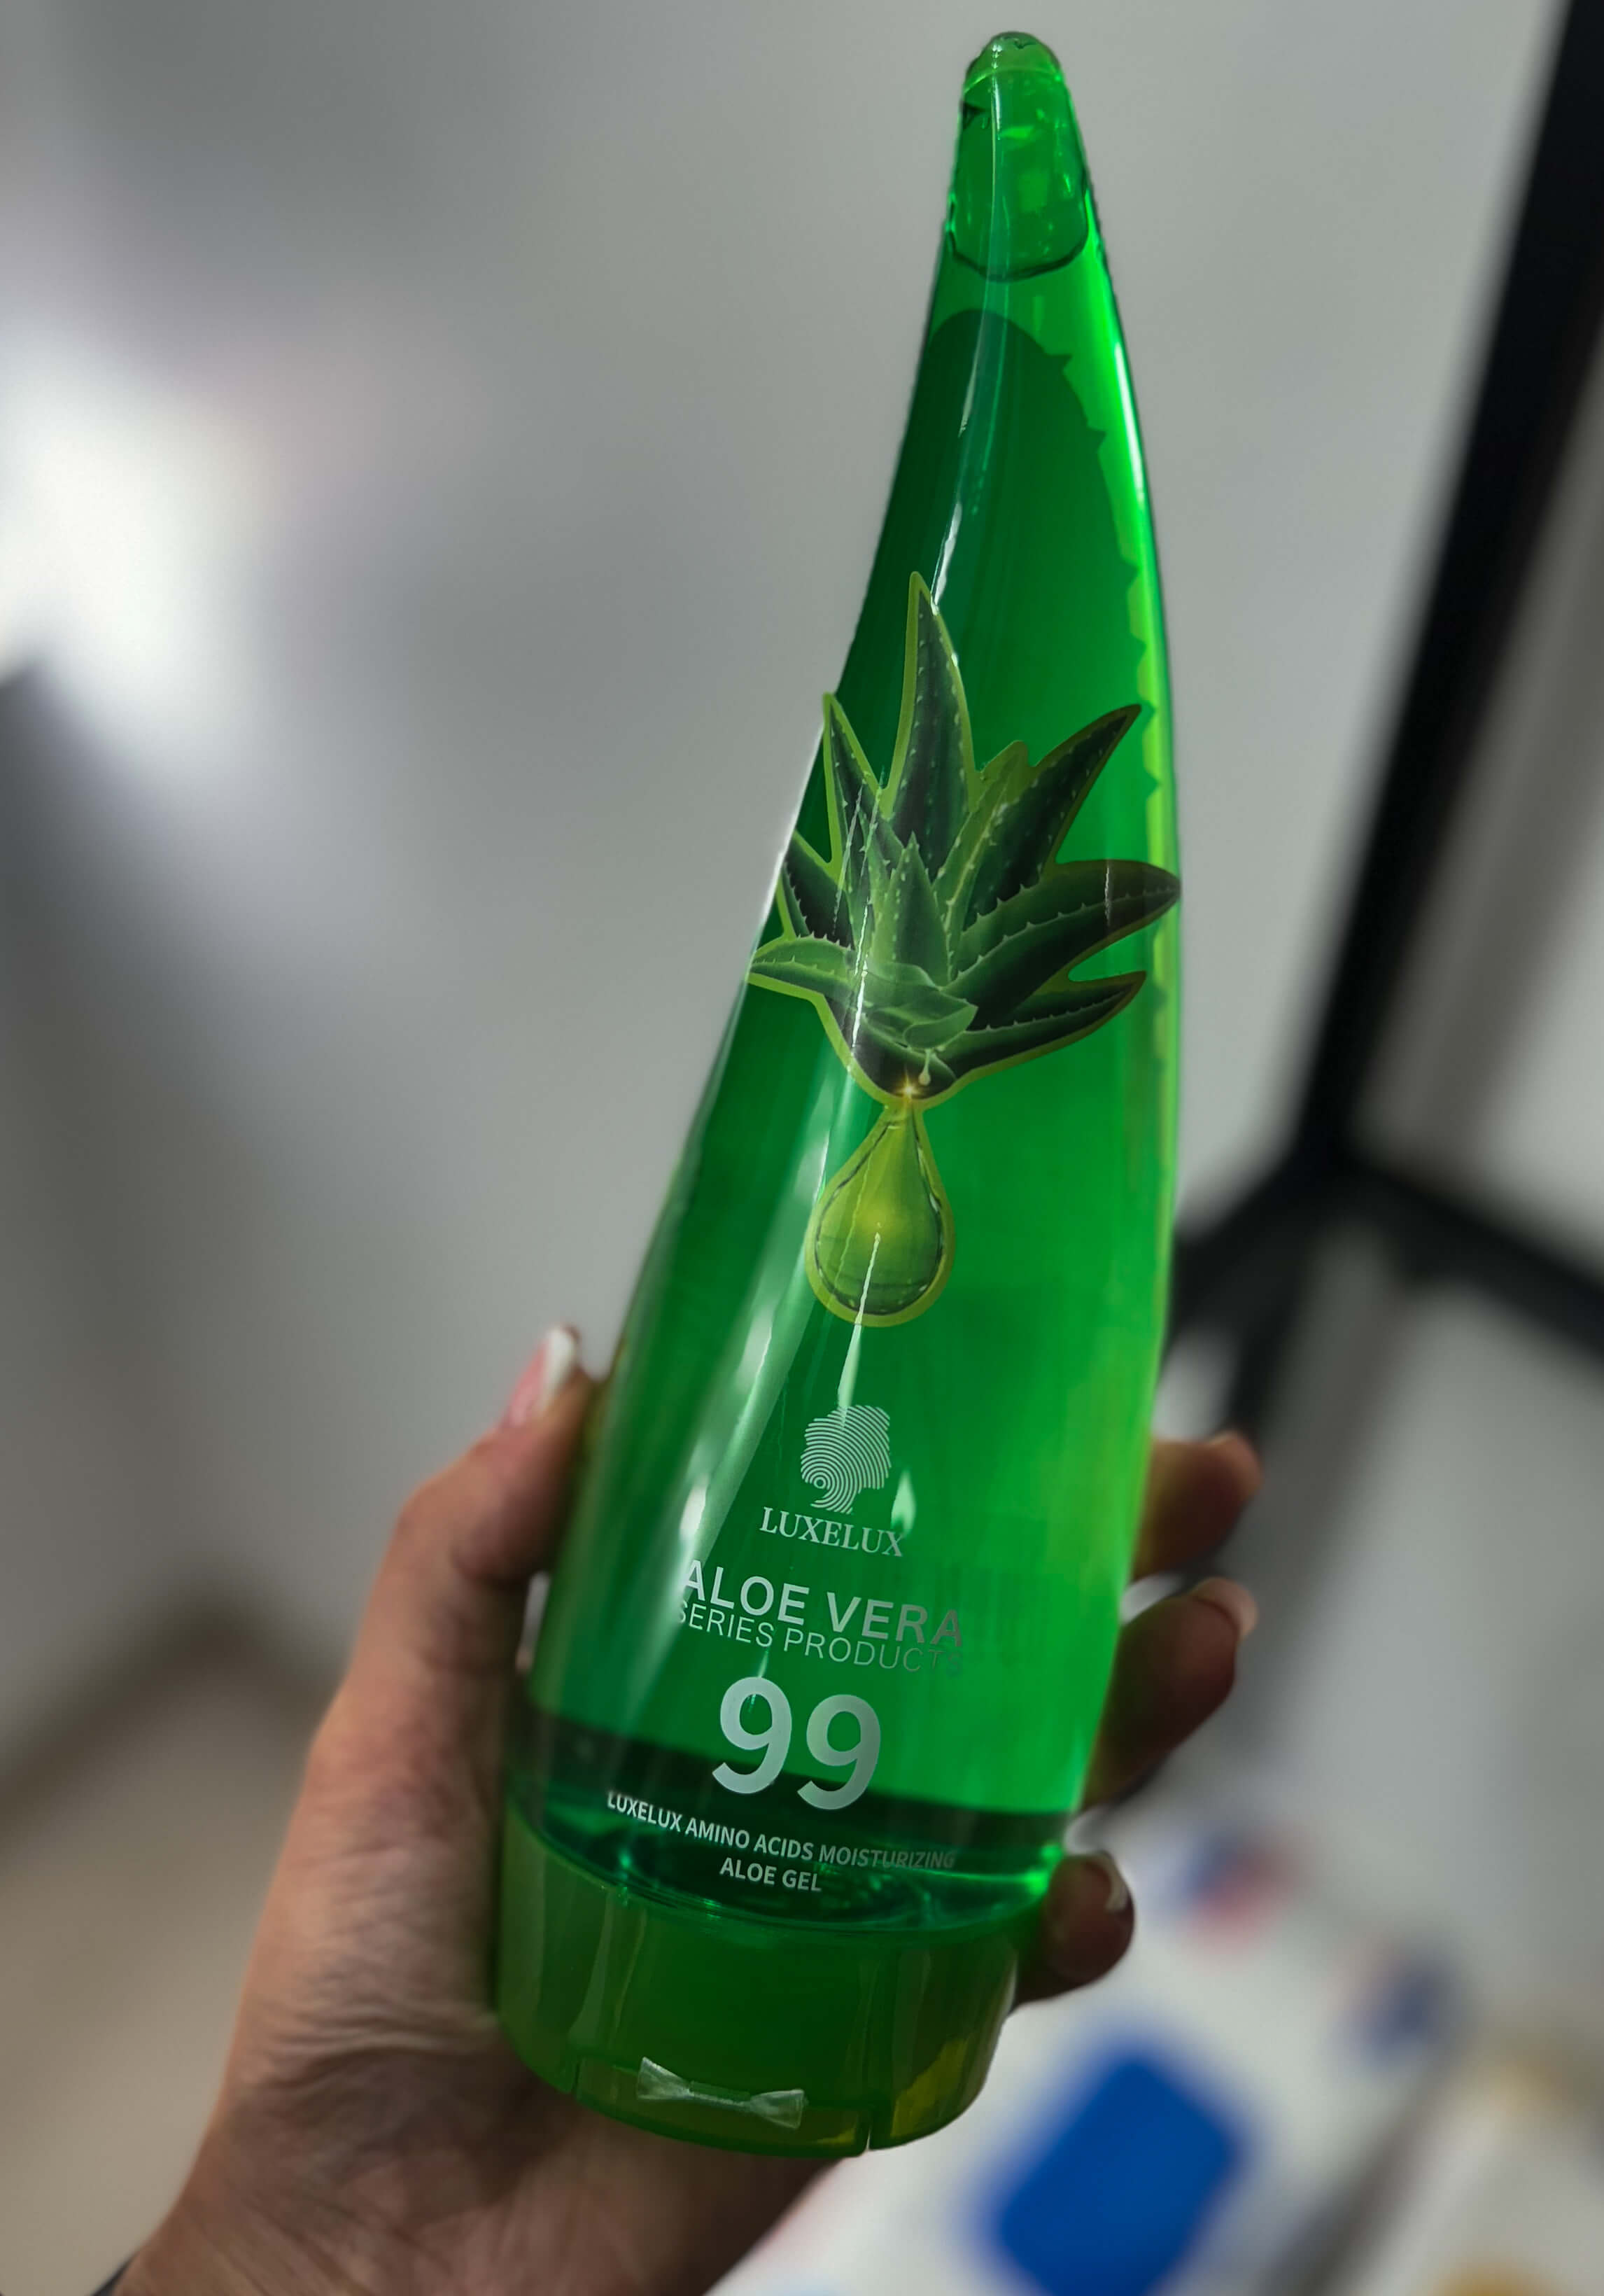 LUXELUX
ALOE VERA
SERIES PRODUCTS
99
LUXELUX AMINO ACIDS MOISTURIZING
ALOE GEL